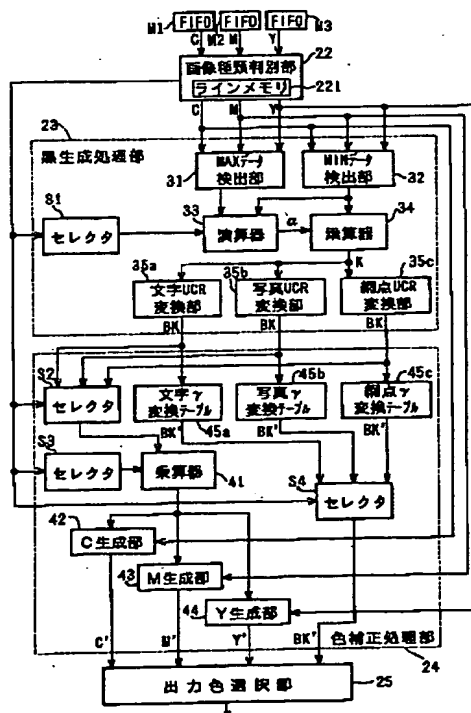 M1 FIFO FIFO FIFO M3
C M2 M Y 22
画像種類判別部
ラインメモリ 221
C M Y
23
黒生成処理部
MAXデータ検出部 MINデータ検出部
31 32
S1 33 34
セレクタ 演算器 α 乗算器
K
35a 35b 35c
文字UCR変換部 写真UCR変換部 網点UCR変換部
BK BK BK
S2 45b 45c
セレクタ 文字γ変換テーブル 写真γ変換テーブル 網点γ変換テーブル
BK' 45a BK' BK' BK'
S3 S4
セレクタ 乗算器 41 セレクタ
42
C生成部
43 M生成部
44 Y生成部
C' M' Y' BK' 色補正処理部
24
出力色選択部 25